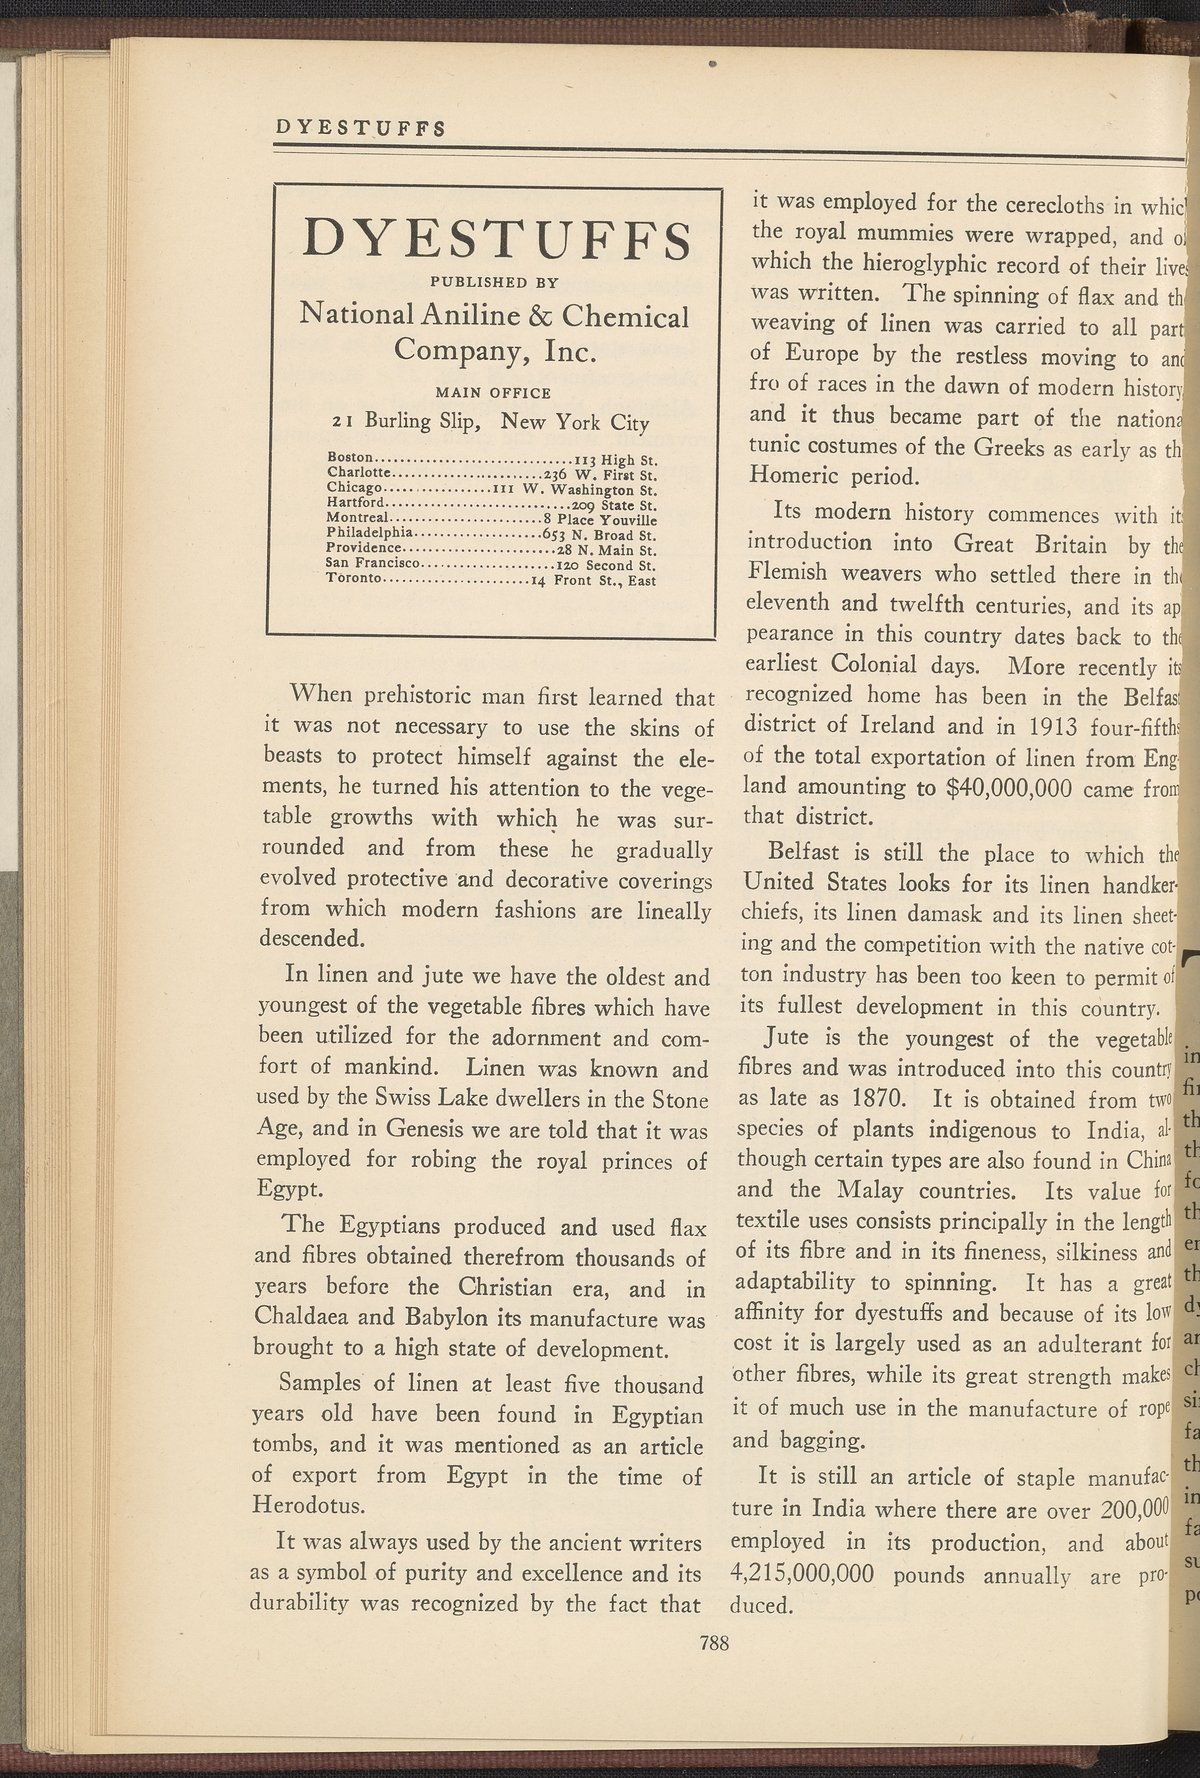 DYESTUFFS
DYESTUFFS
PUBLISHED BY
National Aniline & Chemical
Company, Inc.
MAIN OFFICE
21 Burling Slip, New York City
Boston..............................113 High St.
Charlotte.......................236 W. First St.
Chicago................111 W. Washington St.
Hartford............................209 State St.
Montreal.......................8 Place Youville
Philadelphia...................653 N. Broad St.
Providence.......................28 N. Main St.
San Francisco....................120 Second St.
Toronto......................14 Front St., East
When prehistoric man first learned that
it was not necessary to use the skins of
beasts to protect himself against the ele-
ments, he turned his attention to the vege-
table growths with which he was sur-
rounded and from these he gradually
evolved protective and decorative coverings
from which modern fashions are lineally
descended.
In linen and jute we have the oldest and
youngest of the vegetable fibres which have
been utilized for the adornment and com-
fort of mankind. Linen was known and
used by the Swiss Lake dwellers in the Stone
Age, and in Genesis we are told that it was
employed for robing the royal princes of
Egypt.
The Egyptians produced and used flax
and fibres obtained therefrom thousands of
years before the Christian era, and in
Chaldaea and Babylon its manufacture was
brought to a high state of development.
Samples of linen at least five thousand
years old have been found in Egyptian
tombs, and it was mentioned as an article
of export from Egypt in the time of
Herodotus.
It was always used by the ancient writers
as a symbol of purity and excellence and its
durability was recognized by the fact that
it was employed for the cerecloths in whic
the royal mummies were wrapped, and o
which the hieroglyphic record of their lives
was written. The spinning of flax and th
weaving of linen was carried to all part
of Europe by the restless moving to and
fro of races in the dawn of modern history,
and it thus became part of the nationa
tunic costumes of the Greeks as early as th
Homeric period.
Its modern history commences with its
introduction into Great Britain by the
Flemish weavers who settled there in the
eleventh and twelfth centuries, and its ap
pearance in this country dates back to the
earliest Colonial days. More recently its
recognized home has been in the Belfast
district of Ireland and in 1913 four-fifths
of the total exportation of linen from Eng-
land amounting to $40,000,000 came from
that district.
Belfast is still the place to which the
United States looks for its linen handker-
chiefs, its linen damask and its linen sheet-
ing and the competition with the native cot-
ton industry has been too keen to permit of
its fullest development in this country.
Jute is the youngest of the vegetable
fibres and was introduced into this country
as late as 1870. It is obtained from two
species of plants indigenous to India, al-
though certain types are also found in China
and the Malay countries. Its value for
textile uses consists principally in the length
of its fibre and in its fineness, silkiness and
adaptability to spinning. It has a great
affinity for dyestuffs and because of its low
cost it is largely used as an adulterant for
other fibres, while its great strength makes
it of much use in the manufacture of rope
and bagging.
It is still an article of staple manufac-
ture in India where there are over 200,000
employed in its production, and about
4,215,000,000 pounds annually are pro-
duced.
788